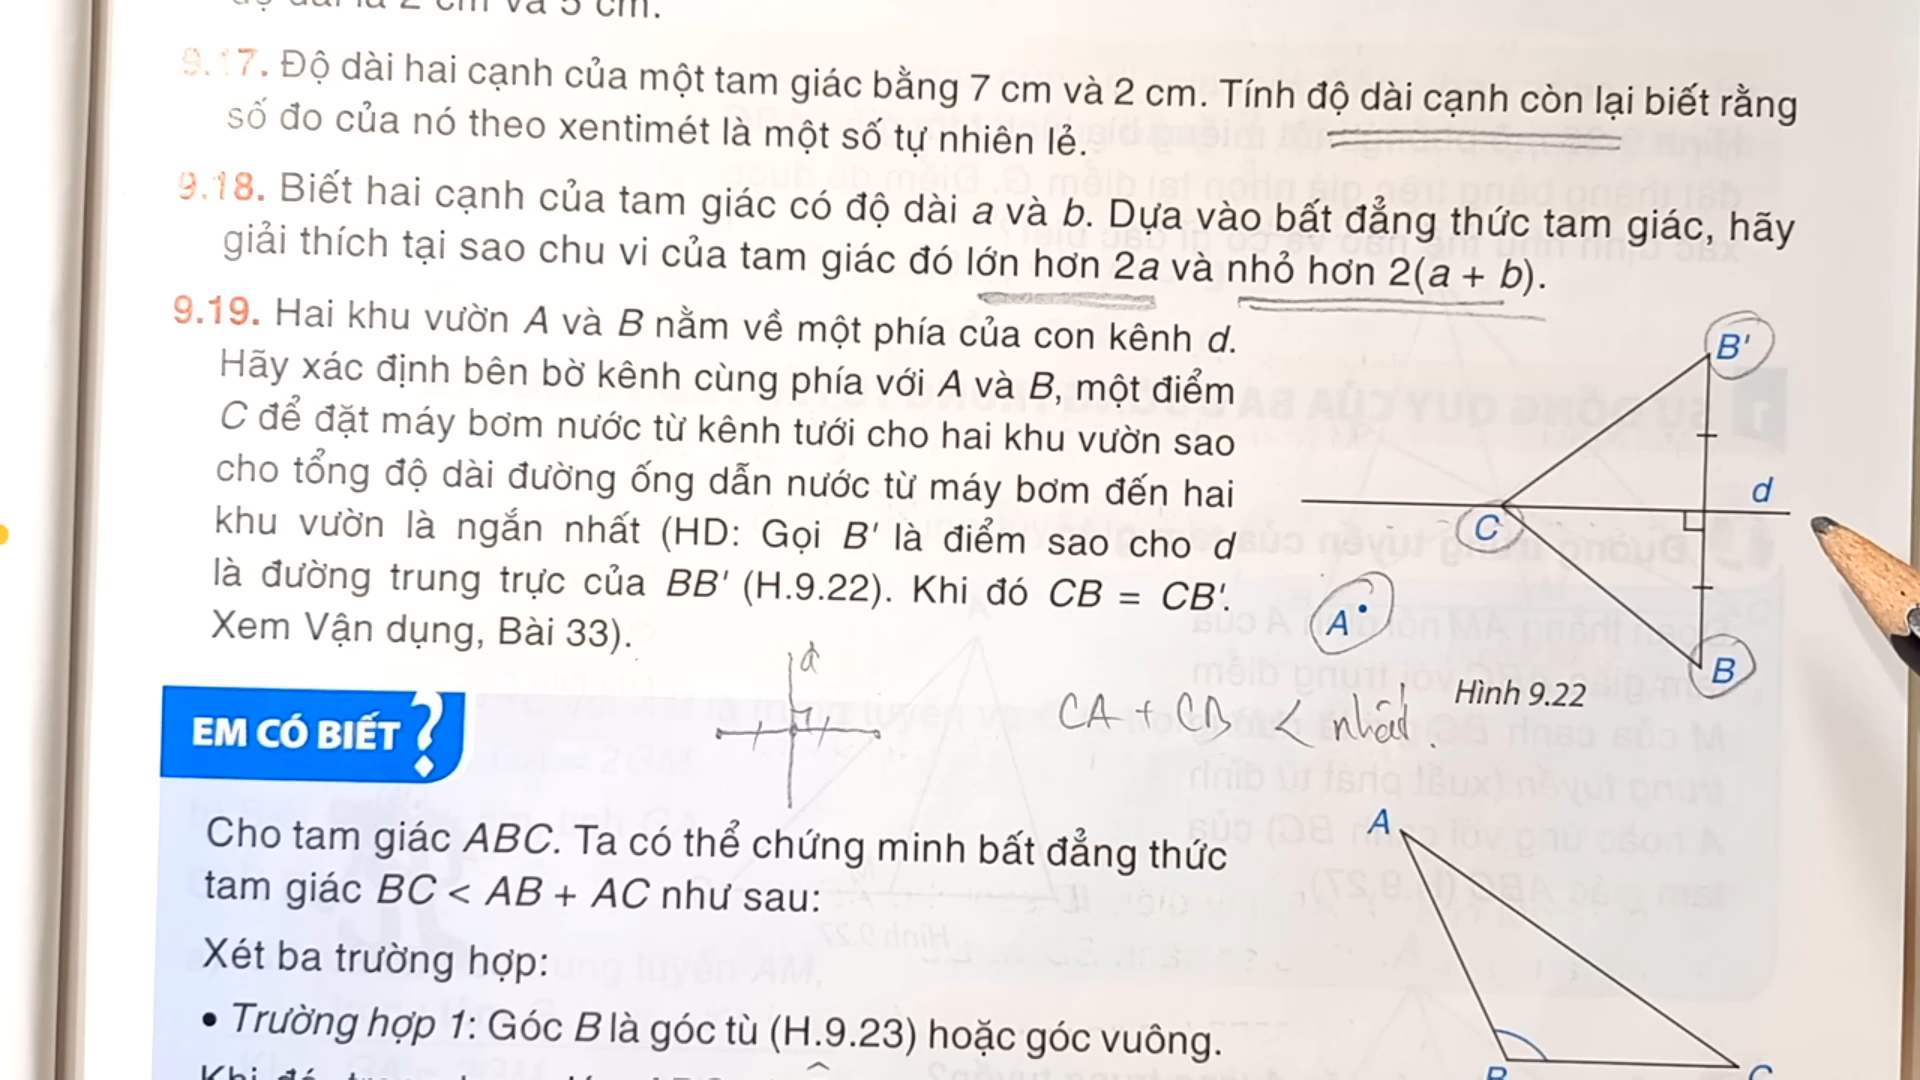 độ dài là 2 cm và 5 cm.
9.17. Độ dài hai cạnh của một tam giác bằng 7 cm và 2 cm. Tính độ dài cạnh còn lại biết rằng
số đo của nó theo xentimét là một số tự nhiên lẻ.
9.18. Biết hai cạnh của tam giác có độ dài a và b. Dựa vào bất đẳng thức tam giác, hãy
giải thích tại sao chu vi của tam giác đó lớn hơn 2a và nhỏ hơn 2(a + b).
9.19. Hai khu vườn A và B nằm về một phía của con kênh d.
Hãy xác định bên bờ kênh cùng phía với A và B, một điểm
C để đặt máy bơm nước từ kênh tưới cho hai khu vườn sao
cho tổng độ dài đường ống dẫn nước từ máy bơm đến hai
khu vườn là ngắn nhất (HD: Gọi B' là điểm sao cho d
là đường trung trực của BB' (H.9.22). Khi đó CB = CB'.
Xem Vận dụng, Bài 33).
B'
d
C
A
B
Hình 9.22
d
CA + CB < nhất.
EM CÓ BIẾT?
Cho tam giác ABC. Ta có thể chứng minh bất đẳng thức
tam giác BC < AB + AC như sau:
Xét ba trường hợp:
• Trường hợp 1: Góc B là góc tù (H.9.23) hoặc góc vuông.
A
B
C